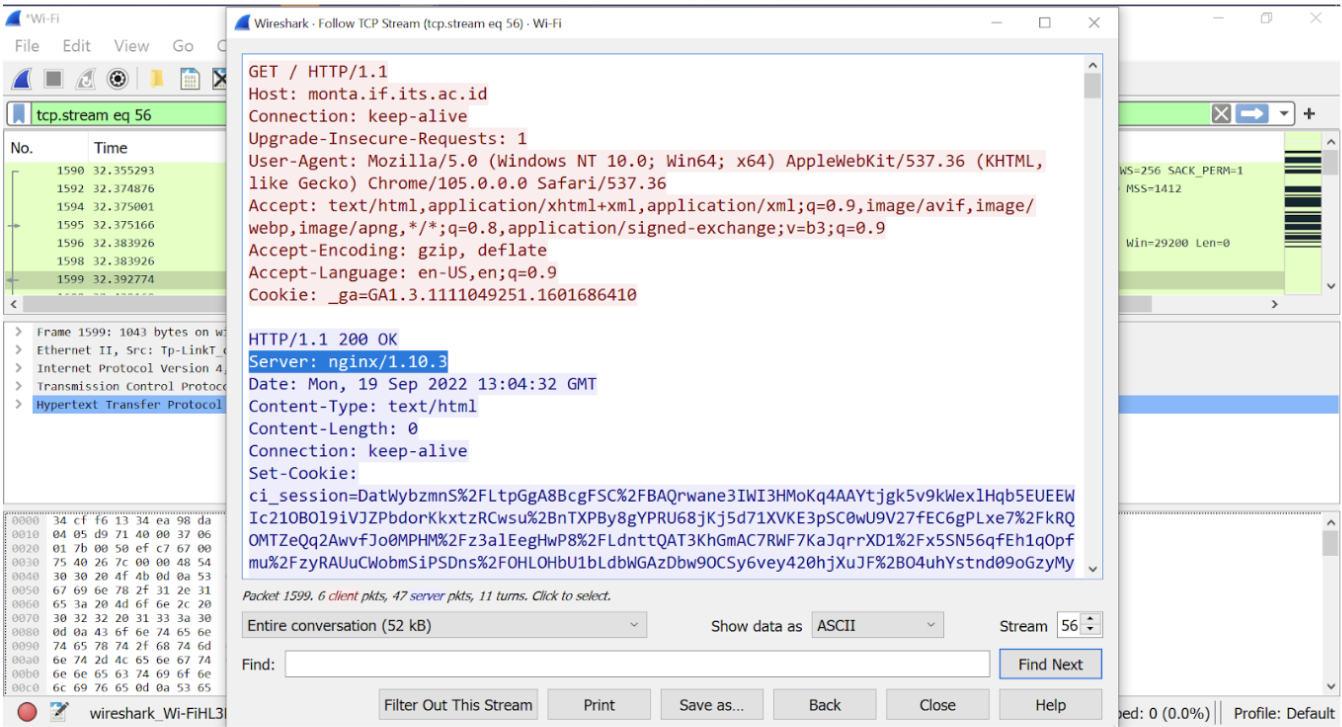 *Wi-Fi
File Edit View Go
tcp.stream eq 56
No. Time
1590 32.355293
1592 32.374876
1594 32.375001
1595 32.375166
1596 32.383926
1598 32.383926
1599 32.392774
WS=256 SACK_PERM=1
MSS=1412
Win=29200 Len=0
> Frame 1599: 1043 bytes on
> Ethernet II, Src: Tp-LinkT_
> Internet Protocol Version 4,
> Transmission Control Protoc
> Hypertext Transfer Protocol
0000 34 cf f6 13 34 ea 98 da
0010 04 05 d9 71 40 00 37 06
0020 01 7b 00 50 ef c7 67 00
0030 75 40 26 7c 00 00 48 54
0040 30 30 20 4f 4b 0d 0a 53
0050 67 69 6e 78 2f 31 2e 31
0060 65 3a 20 4d 6f 6e 2c 20
0070 30 32 32 20 31 33 3a 30
0080 0d 0a 43 6f 6e 74 65 6e
0090 74 65 78 74 2f 68 74 6d
00a0 6e 74 2d 4c 65 6e 67 74
00b0 6e 6e 65 63 74 69 6f 6e
00c0 6c 69 76 65 0d 0a 53 65
wireshark_Wi-FiHL3
ped: 0 (0.0%)
Profile: Default
Wireshark · Follow TCP Stream (tcp.stream eq 56) · Wi-Fi
GET / HTTP/1.1
Host: monta.if.its.ac.id
Connection: keep-alive
Upgrade-Insecure-Requests: 1
User-Agent: Mozilla/5.0 (Windows NT 10.0; Win64; x64) AppleWebKit/537.36 (KHTML,
like Gecko) Chrome/105.0.0.0 Safari/537.36
Accept: text/html,application/xhtml+xml,application/xml;q=0.9,image/avif,image/
webp,image/apng,*/*;q=0.8,application/signed-exchange;v=b3;q=0.9
Accept-Encoding: gzip, deflate
Accept-Language: en-US,en;q=0.9
Cookie: _ga=GA1.3.1111049251.1601686410
HTTP/1.1 200 OK
Server: nginx/1.10.3
Date: Mon, 19 Sep 2022 13:04:32 GMT
Content-Type: text/html
Content-Length: 0
Connection: keep-alive
Set-Cookie:
ci_session=DatWybzmnS%2FLtpGgA8BcgFSC%2FBAQrwane3IWI3HMoKq4AAYtjgk5v9kWexlHqb5EUEEW
Ic21OBOl9iVJZPbdorKkxtzRCwsu%2BnTXPBy8gYPRU68jKj5d71XVKE3pSC0wU9V27fEC6gPLxe7%2FkRQ
OMTZeQq2AwvfJo0MPHM%2Fz3alEegHwP8%2FLdnttQAT3KhGmAC7RWF7KaJqrrXD1%2Fx5SN56qfEh1qOpf
mu%2FzyRAUuCWobmSiPSDns%2FOHLOHbU1bLdbWGAzDbw9OCSy6vey420hjXuJF%2BO4uhYstnd09oGzyMy
Packet 1599. 6 client pkts, 47 server pkts, 11 turns. Click to select.
Entire conversation (52 kB)
Show data as ASCII
Stream 56
Find:
Find Next
Filter Out This Stream
Print
Save as...
Back
Close
Help